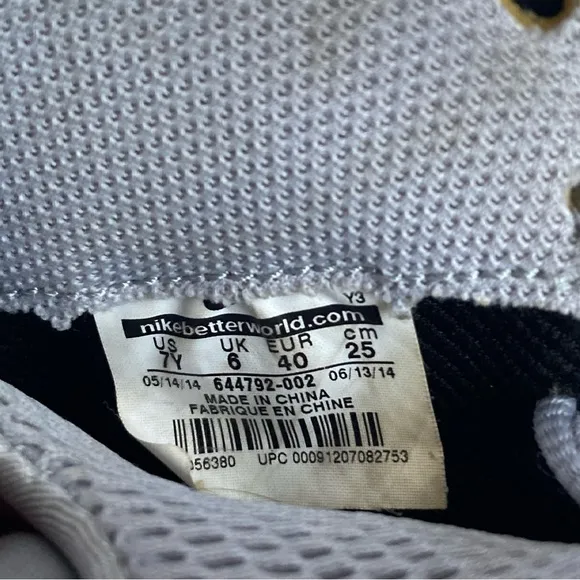 Y3
nikebetterworld.com
US UK EUR cm
7Y 6 40 25
05/14/14 644792-002 06/13/14
MADE IN CHINA
FABRIQUE EN CHINE
056380 UPC 00091207082753